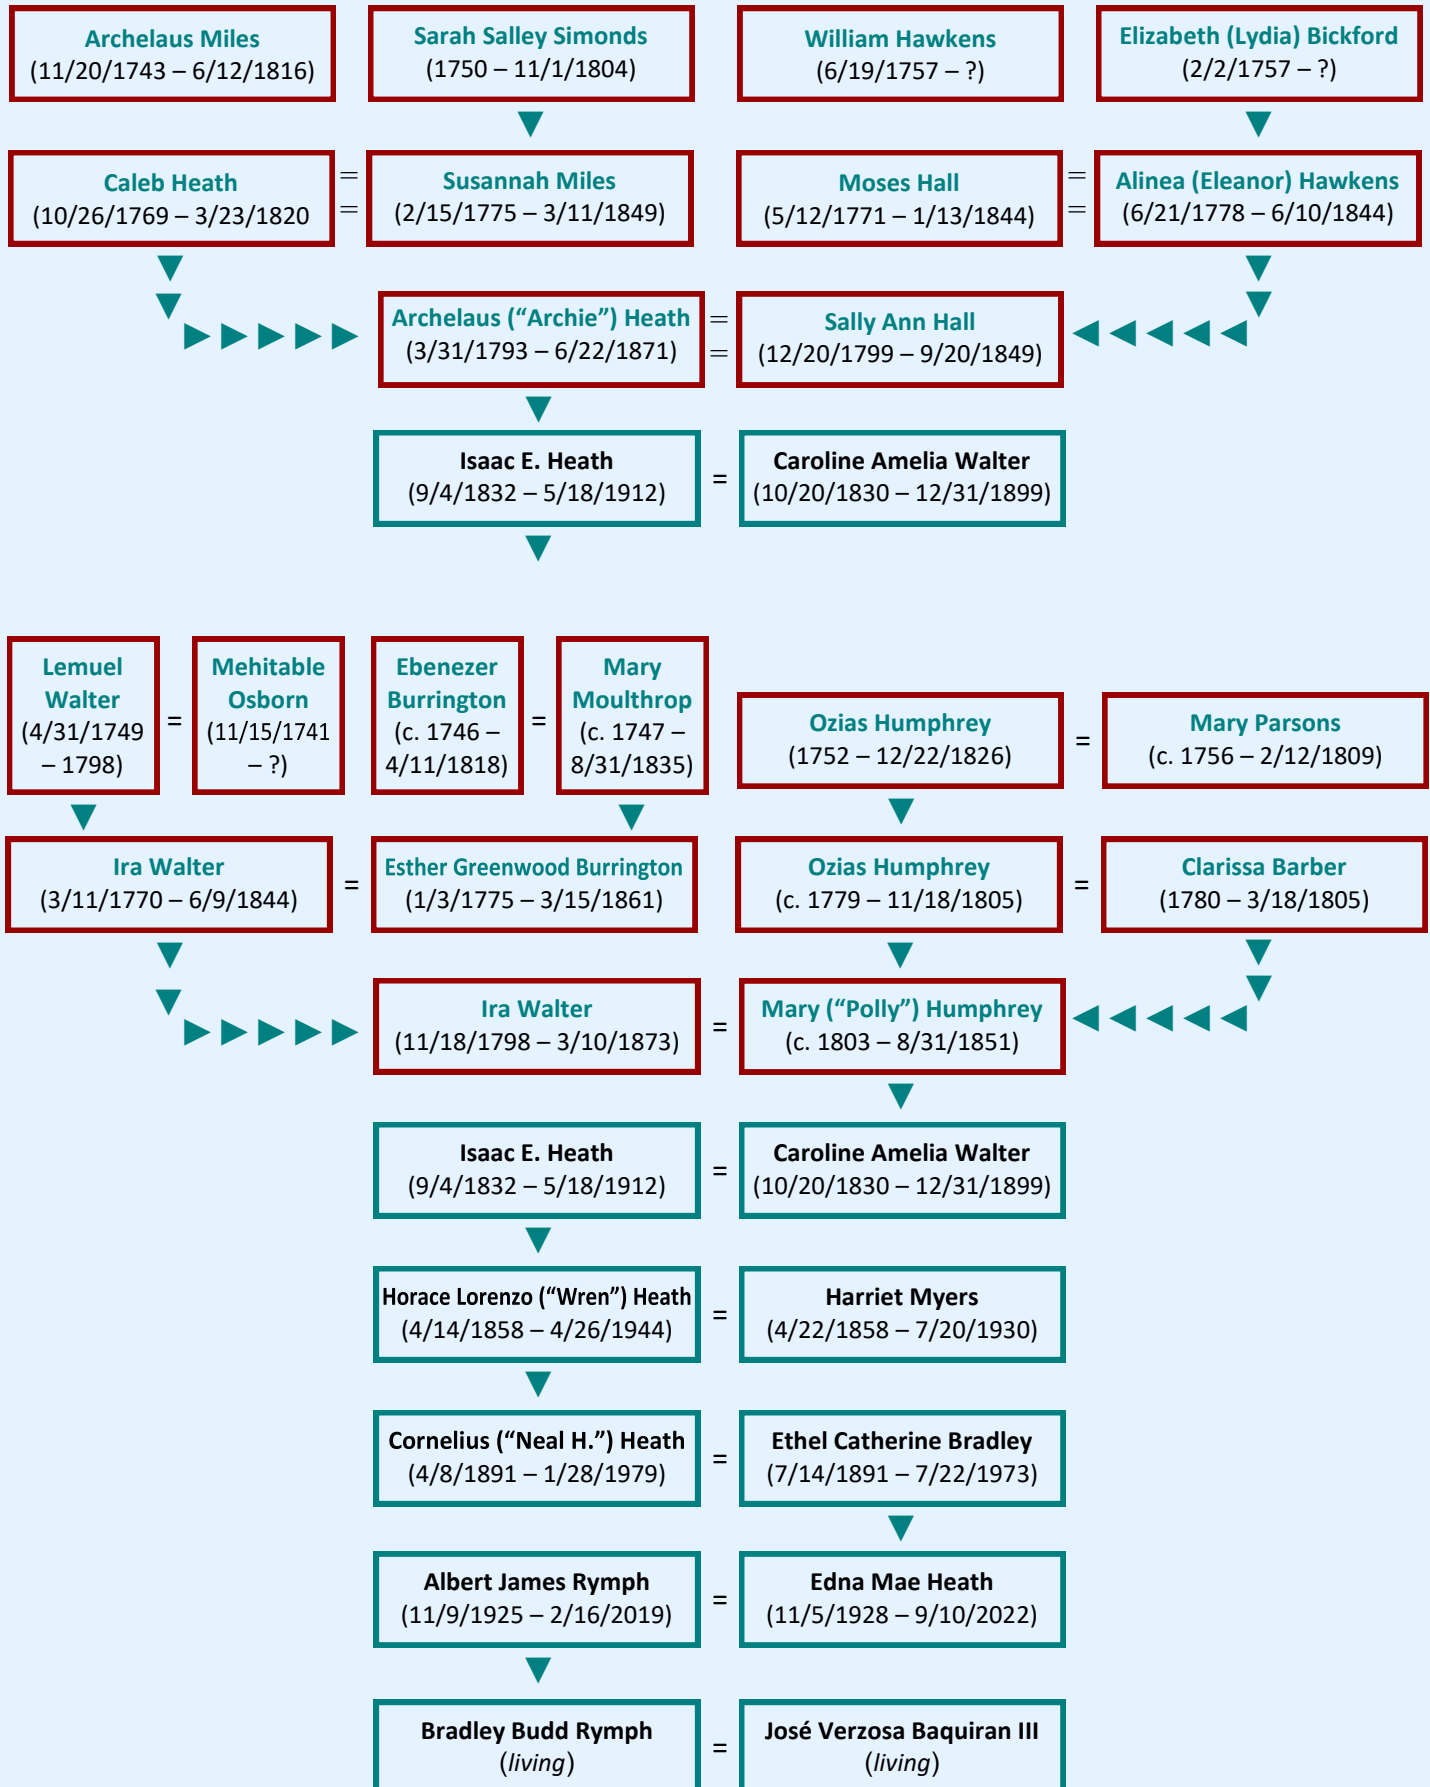 Archelaus Miles
(11/20/1743 – 6/12/1816)
Sarah Salley Simonds
(1750 – 11/1/1804)
William Hawkens
(6/19/1757 – ?)
Elizabeth (Lydia) Bickford
(2/2/1757 – ?)
Caleb Heath
(10/26/1769 – 3/23/1820
=
=
Susannah Miles
(2/15/1775 – 3/11/1849)
Moses Hall
(5/12/1771 – 1/13/1844)
=
=
Alinea (Eleanor) Hawkens
(6/21/1778 – 6/10/1844)
Archelaus (“Archie”) Heath
(3/31/1793 – 6/22/1871)
=
=
Sally Ann Hall
(12/20/1799 – 9/20/1849)
Isaac E. Heath
(9/4/1832 – 5/18/1912)
=
Caroline Amelia Walter
(10/20/1830 – 12/31/1899)
Lemuel
Walter
(4/31/1749
– 1798)
=
Mehitable
Osborn
(11/15/1741
– ?)
Ebenezer
Burrington
(c. 1746 –
4/11/1818)
=
Mary
Moulthrop
(c. 1747 –
8/31/1835)
Ozias Humphrey
(1752 – 12/22/1826)
=
Mary Parsons
(c. 1756 – 2/12/1809)
Ira Walter
(3/11/1770 – 6/9/1844)
=
Esther Greenwood Burrington
(1/3/1775 – 3/15/1861)
Ozias Humphrey
(c. 1779 – 11/18/1805)
=
Clarissa Barber
(1780 – 3/18/1805)
Ira Walter
(11/18/1798 – 3/10/1873)
=
Mary (“Polly”) Humphrey
(c. 1803 – 8/31/1851)
Isaac E. Heath
(9/4/1832 – 5/18/1912)
=
Caroline Amelia Walter
(10/20/1830 – 12/31/1899)
Horace Lorenzo (“Wren”) Heath
(4/14/1858 – 4/26/1944)
=
Harriet Myers
(4/22/1858 – 7/20/1930)
Cornelius (“Neal H.”) Heath
(4/8/1891 – 1/28/1979)
=
Ethel Catherine Bradley
(7/14/1891 – 7/22/1973)
Albert James Rymph
(11/9/1925 – 2/16/2019)
=
Edna Mae Heath
(11/5/1928 – 9/10/2022)
Bradley Budd Rymph
(living)
=
José Verzosa Baquiran III
(living)